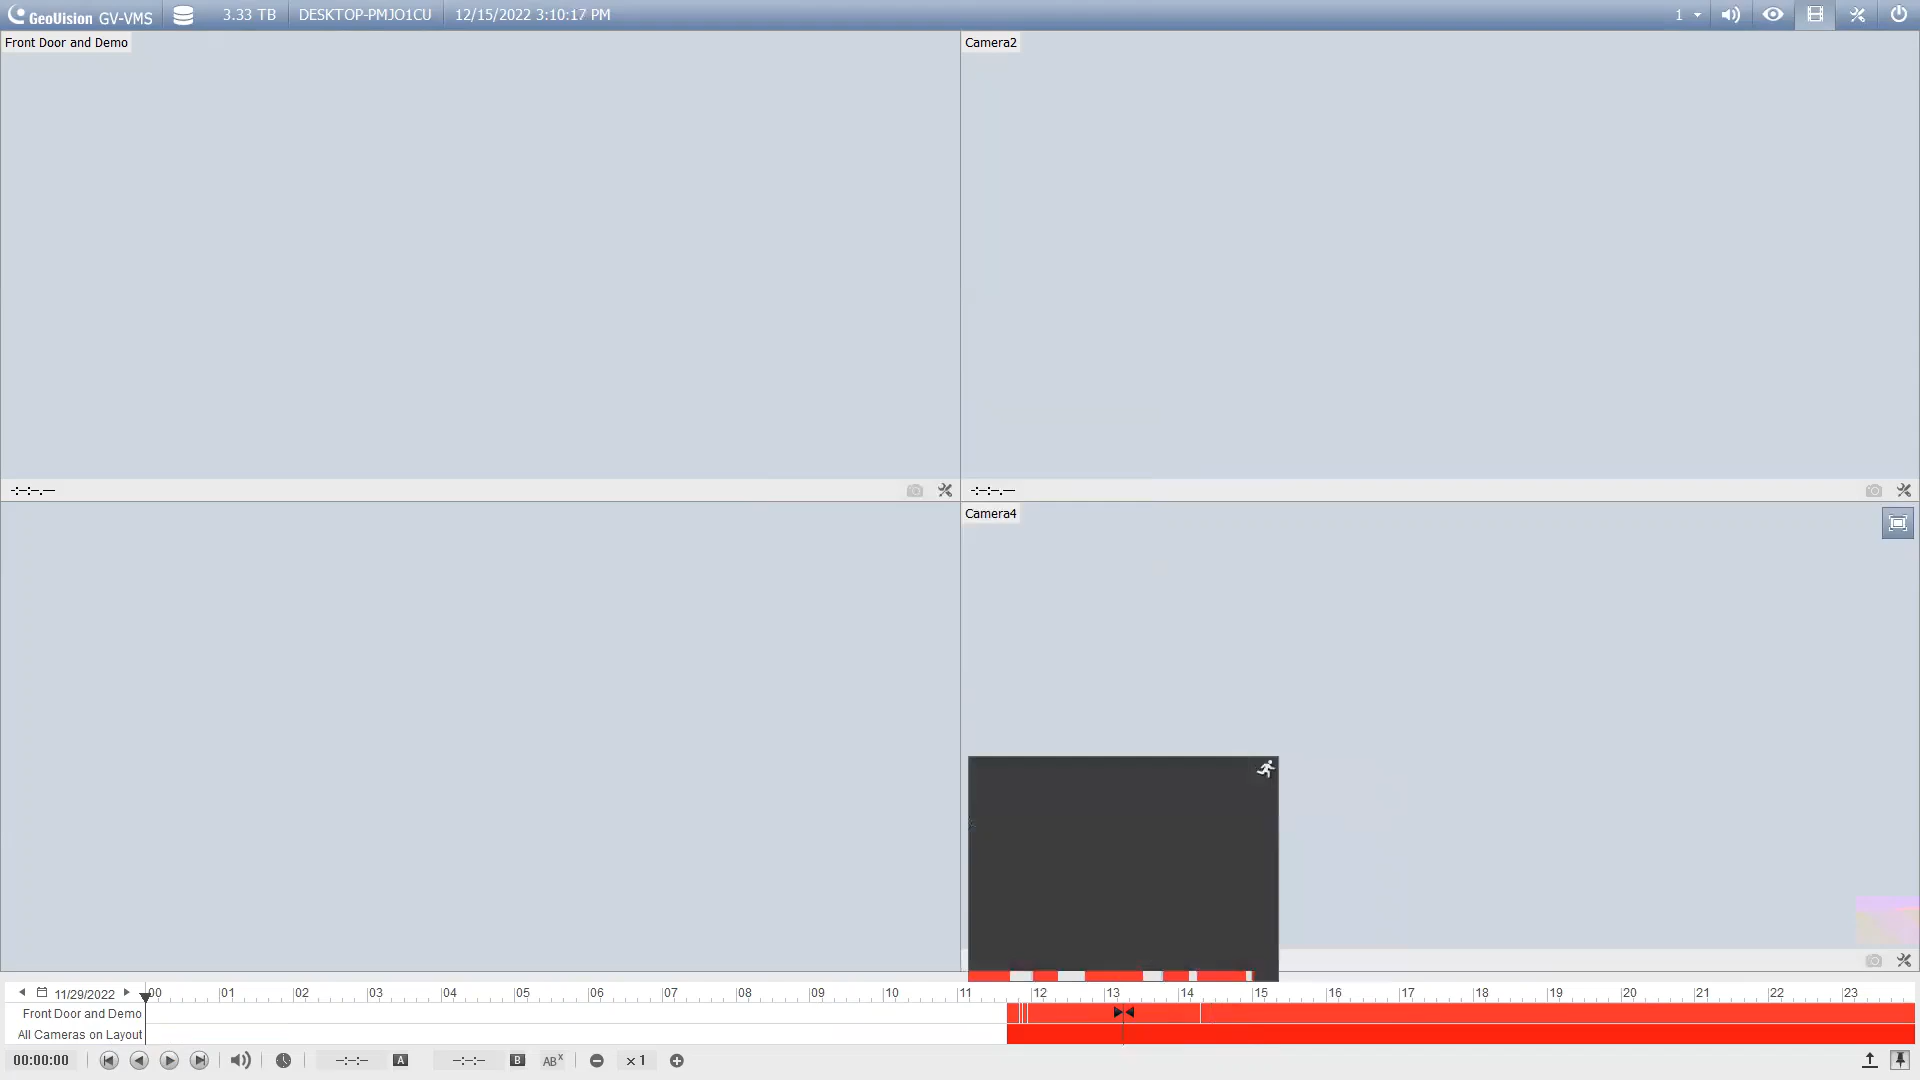 GeoVision GV-VMS 3.33 TB DESKTOP-PMJO1CU 12/15/2022 3:10:17 PM 1
Front Door and Demo
Camera2
-:--:--.---
-:--:--.---
Camera4
11/29/2022 00 01 02 03 04 05 06 07 08 09 10 11 12 13 14 15 16 17 18 19 20 21 22 23
Front Door and Demo
All Cameras on Layout
00:00:00 --:--:-- A --:--:-- B ABx x 1